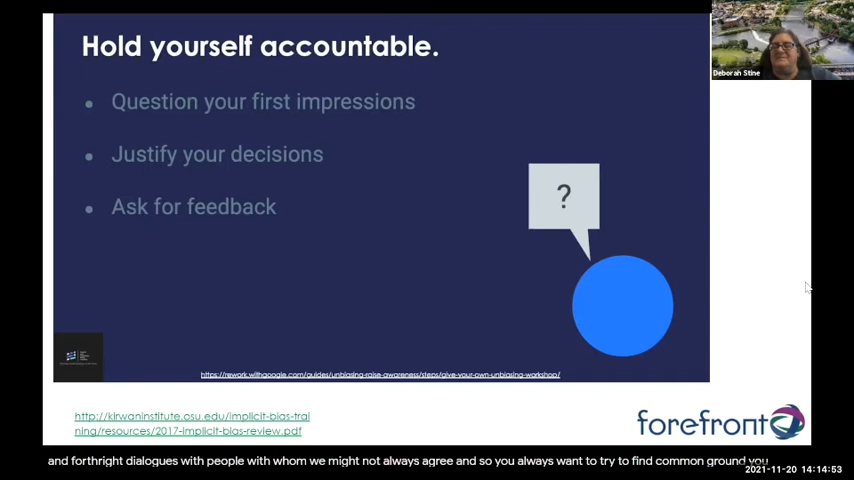 Hold yourself accountable.
Deborah Stine
● Question your first impressions
● Justify your decisions
● Ask for feedback
?
https://rework.withgoogle.com/guides/unbiasing-raise-awareness/steps/give-your-own-unbiasing-workshop/
http://kirwaninstitute.osu.edu/implicit-bias-trai
ning/resources/2017-implicit-bias-review.pdf
forefront
and forthright dialogues with people with whom we might not always agree and so you always want to try to find common ground you
2021-11-20 14:14:53